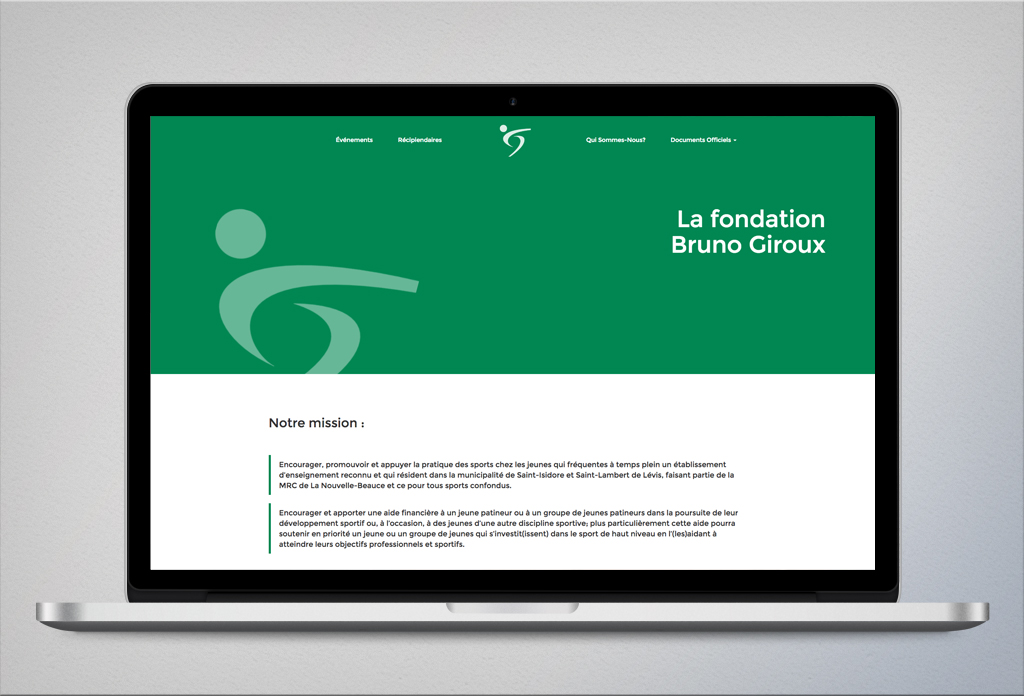 Événements Récipiendaires Qui Sommes-Nous? Documents Officiels
La fondation
Bruno Giroux
Notre mission :
Encourager, promouvoir et appuyer la pratique des sports chez les jeunes qui fréquentes à temps plein un établissement
d'enseignement reconnu et qui résident dans la municipalité de Saint-Isidore et Saint-Lambert de Lévis, faisant partie de la
MRC de La Nouvelle-Beauce et ce pour tous sports confondus.
Encourager et apporter une aide financière à un jeune patineur ou à un groupe de jeunes patineurs dans la poursuite de leur
développement sportif ou, à l'occasion, à des jeunes d'une autre discipline sportive; plus particulièrement cette aide pourra
soutenir en priorité un jeune ou un groupe de jeunes qui s'investit(issent) dans le sport de haut niveau en l'(les)aidant à
atteindre leurs objectifs professionnels et sportifs.